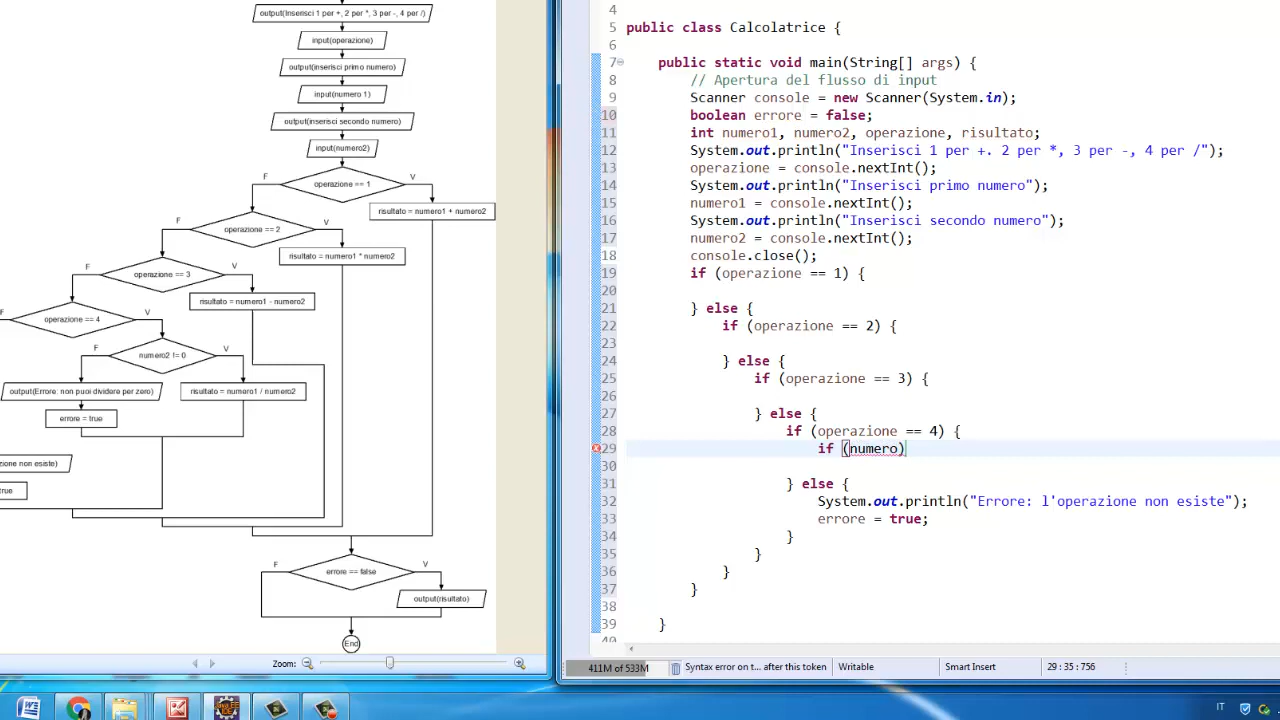 output(Inserisci 1 per +, 2 per *, 3 per -, 4 per /)
input(operazione)
output(inserisci primo numero)
input(numero 1)
output(inserisci secondo numero)
input(numero2)
F
operazione == 1
V
risultato = numero1 + numero2
F
operazione == 2
V
risultato = numero1 * numero2
F
operazione == 3
V
risultato = numero1 - numero2
F
operazione == 4
V
F
numero2 != 0
V
output(Errore: non puoi dividere per zero)
risultato = numero1 / numero2
errore = true
zione non esiste)
true
F
errore == false
V
output(risultato)
End
Zoom:
4
5 public class Calcolatrice {
6
7 public static void main(String[] args) {
8 // Apertura del flusso di input
9 Scanner console = new Scanner(System.in);
10 boolean errore = false;
11 int numero1, numero2, operazione, risultato;
12 System.out.println("Inserisci 1 per +. 2 per *, 3 per -, 4 per /");
13 operazione = console.nextInt();
14 System.out.println("Inserisci primo numero");
15 numero1 = console.nextInt();
16 System.out.println("Inserisci secondo numero");
17 numero2 = console.nextInt();
18 console.close();
19 if (operazione == 1) {
20
21 } else {
22 if (operazione == 2) {
23
24 } else {
25 if (operazione == 3) {
26
27 } else {
28 if (operazione == 4) {
29 if (numero)
30
31 } else {
32 System.out.println("Errore: l'operazione non esiste");
33 errore = true;
34 }
35 }
36 }
37 }
38
39 }
40
411M of 533M
Syntax error on t... after this token
Writable
Smart Insert
29 : 35 : 756
IT